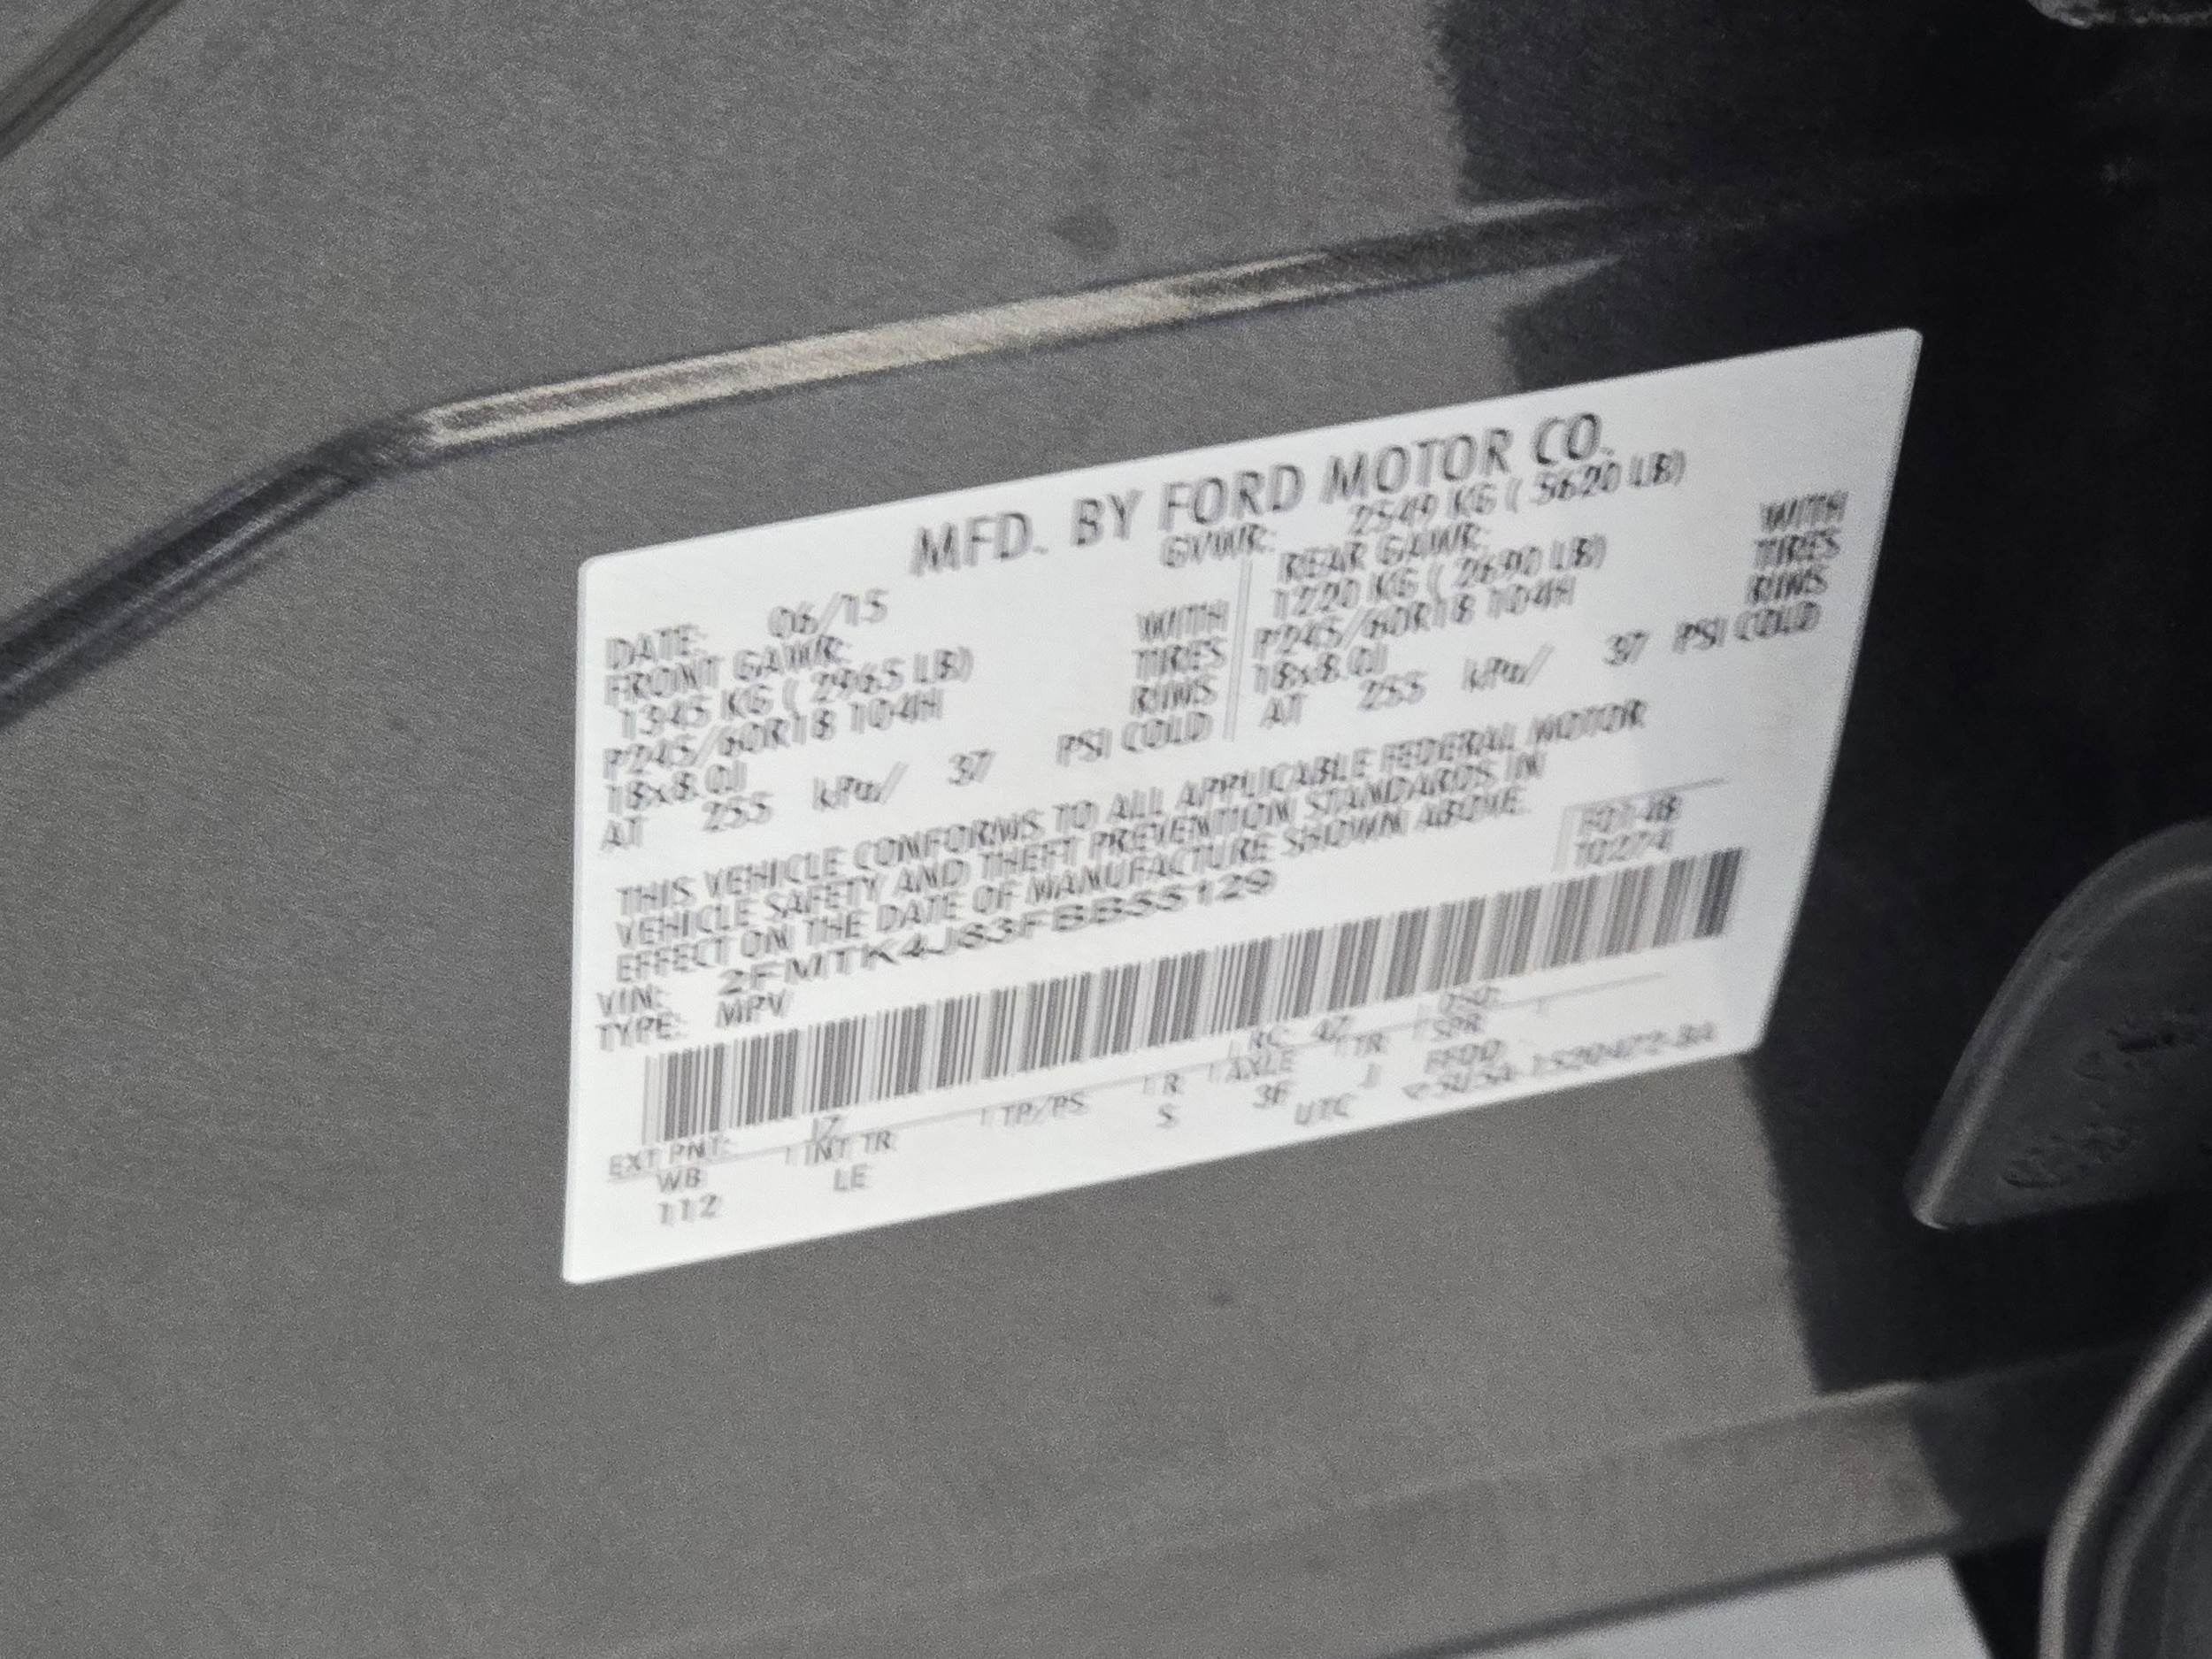 MFD. BY FORD MOTOR CO.
DATE: 06/15
GVWR: 2549 KG ( 5620 LB)
FRONT GAWR:
1345 KG ( 2965 LB) WITH
P245/60R18 104H TIRES
18x8.0J RIMS
AT 255 kPa/ 37 PSI COLD
REAR GAWR:
1220 KG ( 2690 LB) WITH
P245/60R18 104H TIRES
18x8.0J RIMS
AT 255 kPa/ 37 PSI COLD
THIS VEHICLE CONFORMS TO ALL APPLICABLE FEDERAL MOTOR
VEHICLE SAFETY AND THEFT PREVENTION STANDARDS IN
EFFECT ON THE DATE OF MANUFACTURE SHOWN ABOVE.
VIN:
TYPE: MPV
10274
EXT PNT: RC: 47
WB INT TR TP/PS R AXLE TR SPR
112 LE S 3F J
UTC